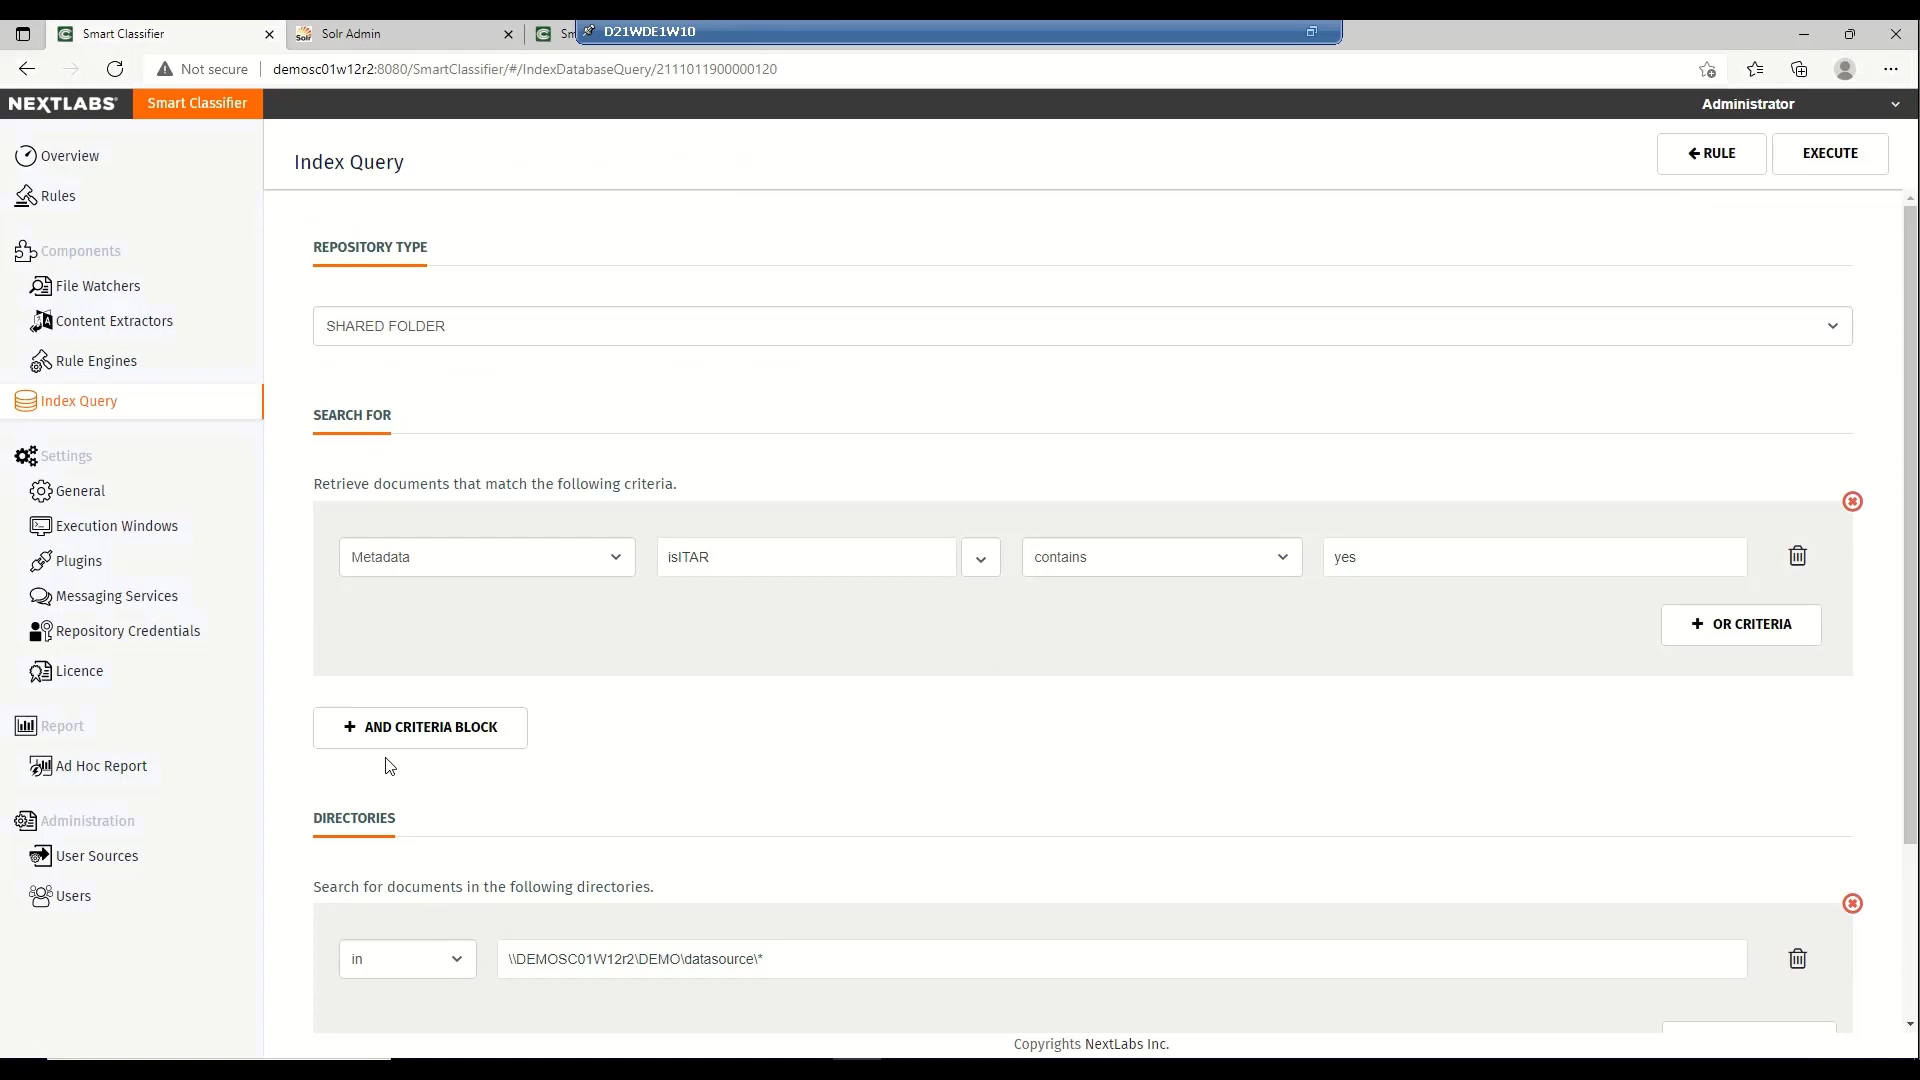 Smart Classifier
Solr Admin
Sm
D21WDE1W10
Not secure
demosc01w12r2:8080/SmartClassifier/#/IndexDatabaseQuery/2111011900000120
NEXTLABS
Smart Classifier
Administrator
Overview
Rules
Components
File Watchers
Content Extractors
Rule Engines
Index Query
Settings
General
Execution Windows
Plugins
Messaging Services
Repository Credentials
Licence
Report
Ad Hoc Report
Administration
User Sources
Users
Index Query
RULE
EXECUTE
REPOSITORY TYPE
SHARED FOLDER
SEARCH FOR
Retrieve documents that match the following criteria.
Metadata
isITAR
contains
yes
+ OR CRITERIA
+ AND CRITERIA BLOCK
DIRECTORIES
Search for documents in the following directories.
in
\\DEMOSC01W12r2\DEMO\datasource\*
Copyrights NextLabs Inc.